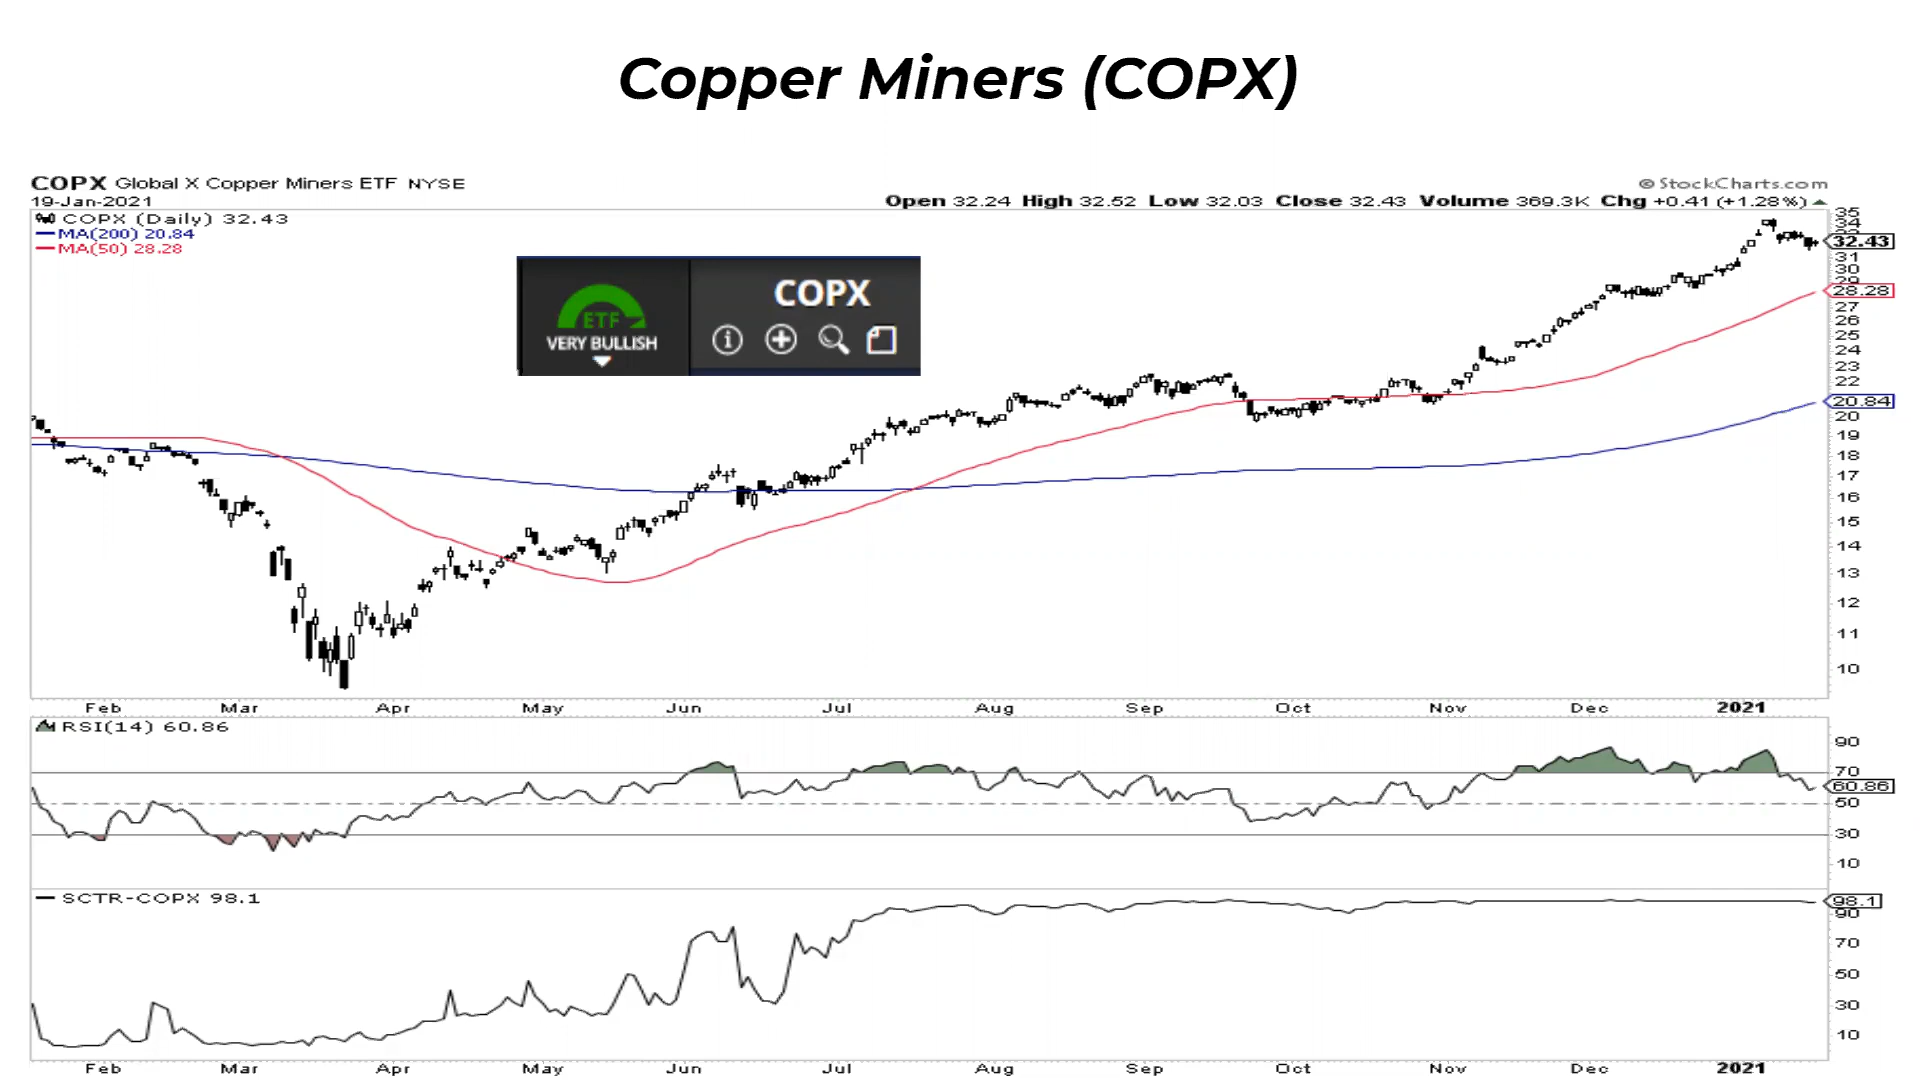 Copper Miners (COPX)
COPX Global X Copper Miners ETF NYSE
© StockCharts.com
19-Jan-2021
Open 32.24 High 32.52 Low 32.03 Close 32.43 Volume 369.3K Chg +0.41 (+1.28%)
COPX (Daily) 32.43
MA(200) 20.84
MA(50) 28.28
ETF
VERY BULLISH
COPX
35
34
32.43
31
30
28.28
27
26
25
24
23
22
20.84
20
19
18
17
16
15
14
13
12
11
10
Feb Mar Apr May Jun Jul Aug Sep Oct Nov Dec 2021
RSI(14) 60.86
90
70
60.86
50
30
10
SCTR-COPX 98.1
98.1
90
70
50
30
10
Feb Mar Apr May Jun Jul Aug Sep Oct Nov Dec 2021